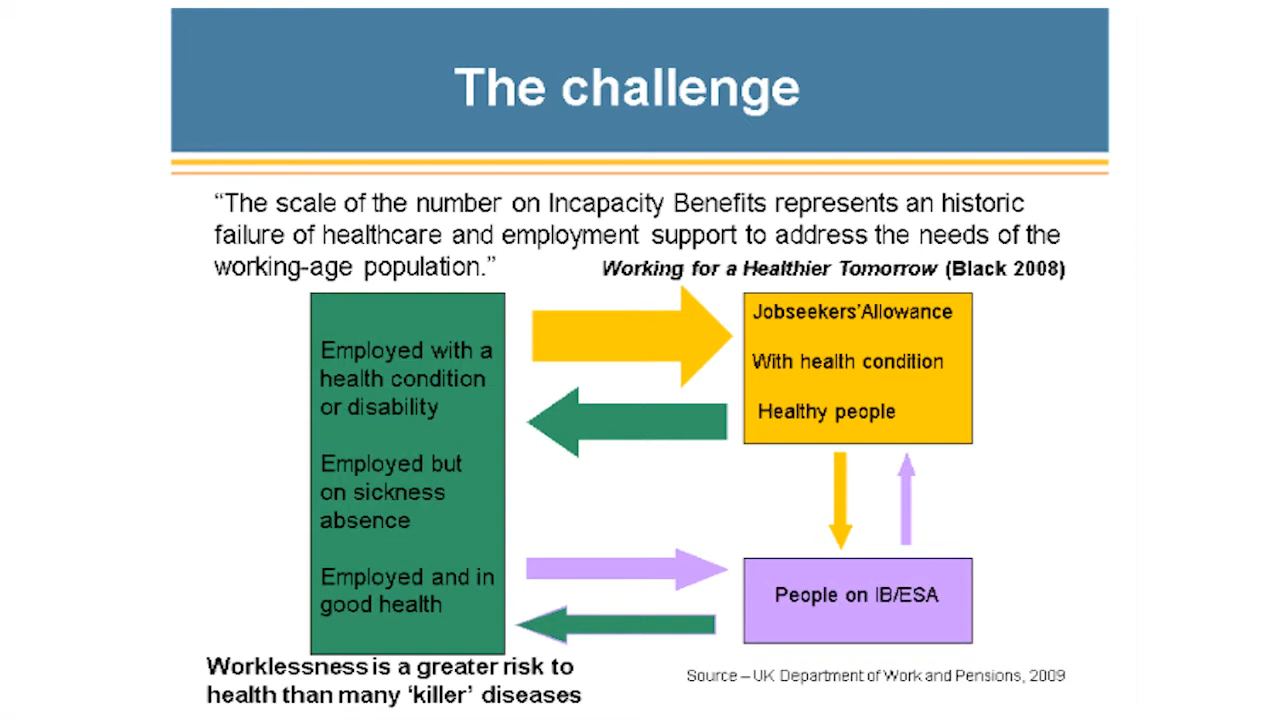 The challenge
“The scale of the number on Incapacity Benefits represents an historic
failure of healthcare and employment support to address the needs of the
working-age population.”
Working for a Healthier Tomorrow (Black 2008)
Employed with a
health condition
or disability
Employed but
on sickness
absence
Employed and in
good health
Jobseekers’Allowance
With health condition
Healthy people
People on IB/ESA
Worklessness is a greater risk to
health than many ‘killer’ diseases
Source – UK Department of Work and Pensions, 2009